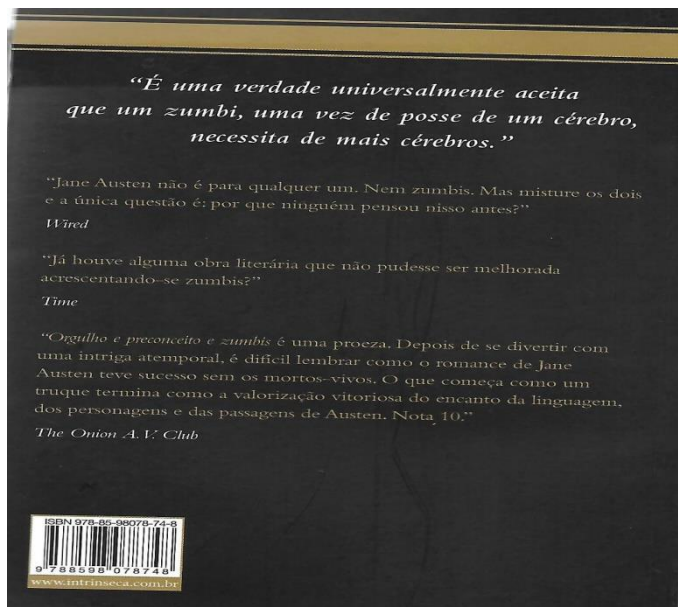 “É uma verdade universalmente aceita
que um zumbi, uma vez de posse de um cérebro,
necessita de mais cérebros.”
“Jane Austen não é para qualquer um. Nem zumbis. Mas misture os dois
e a única questão é: por que ninguém pensou nisso antes?”
Wired
“Já houve alguma obra literária que não pudesse ser melhorada
acrescentando-se zumbis?”
Time
“Orgulho e preconceito e zumbis é uma proeza. Depois de se divertir com
uma intriga atemporal, é difícil lembrar como o romance de Jane
Austen teve sucesso sem os mortos-vivos. O que começa como um
truque termina como a valorização vitoriosa do encanto da linguagem,
dos personagens e das passagens de Austen. Nota 10.”
The Onion A.V. Club
ISBN 978-85-98078-74-8
9 788598 078748
www.intrinseca.com.br